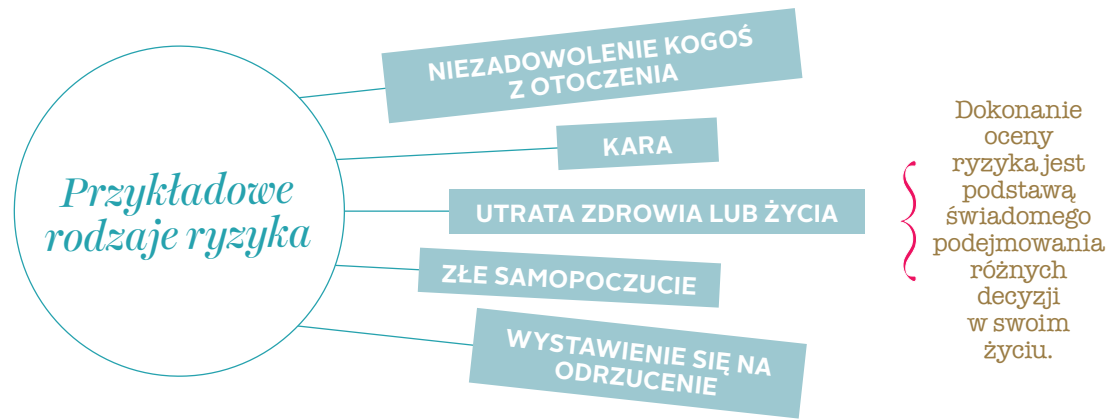 Przykładowe
rodzaje ryzyka
NIEZADOWOLENIE KOGOŚ
Z OTOCZENIA
KARA
UTRATA ZDROWIA LUB ŻYCIA
ZŁE SAMOPOCZUCIE
WYSTAWIENIE SIĘ NA
ODRZUCENIE
Dokonanie
oceny
ryzyka jest
podstawą
świadomego
podejmowania
różnych
decyzji
w swoim
życiu.